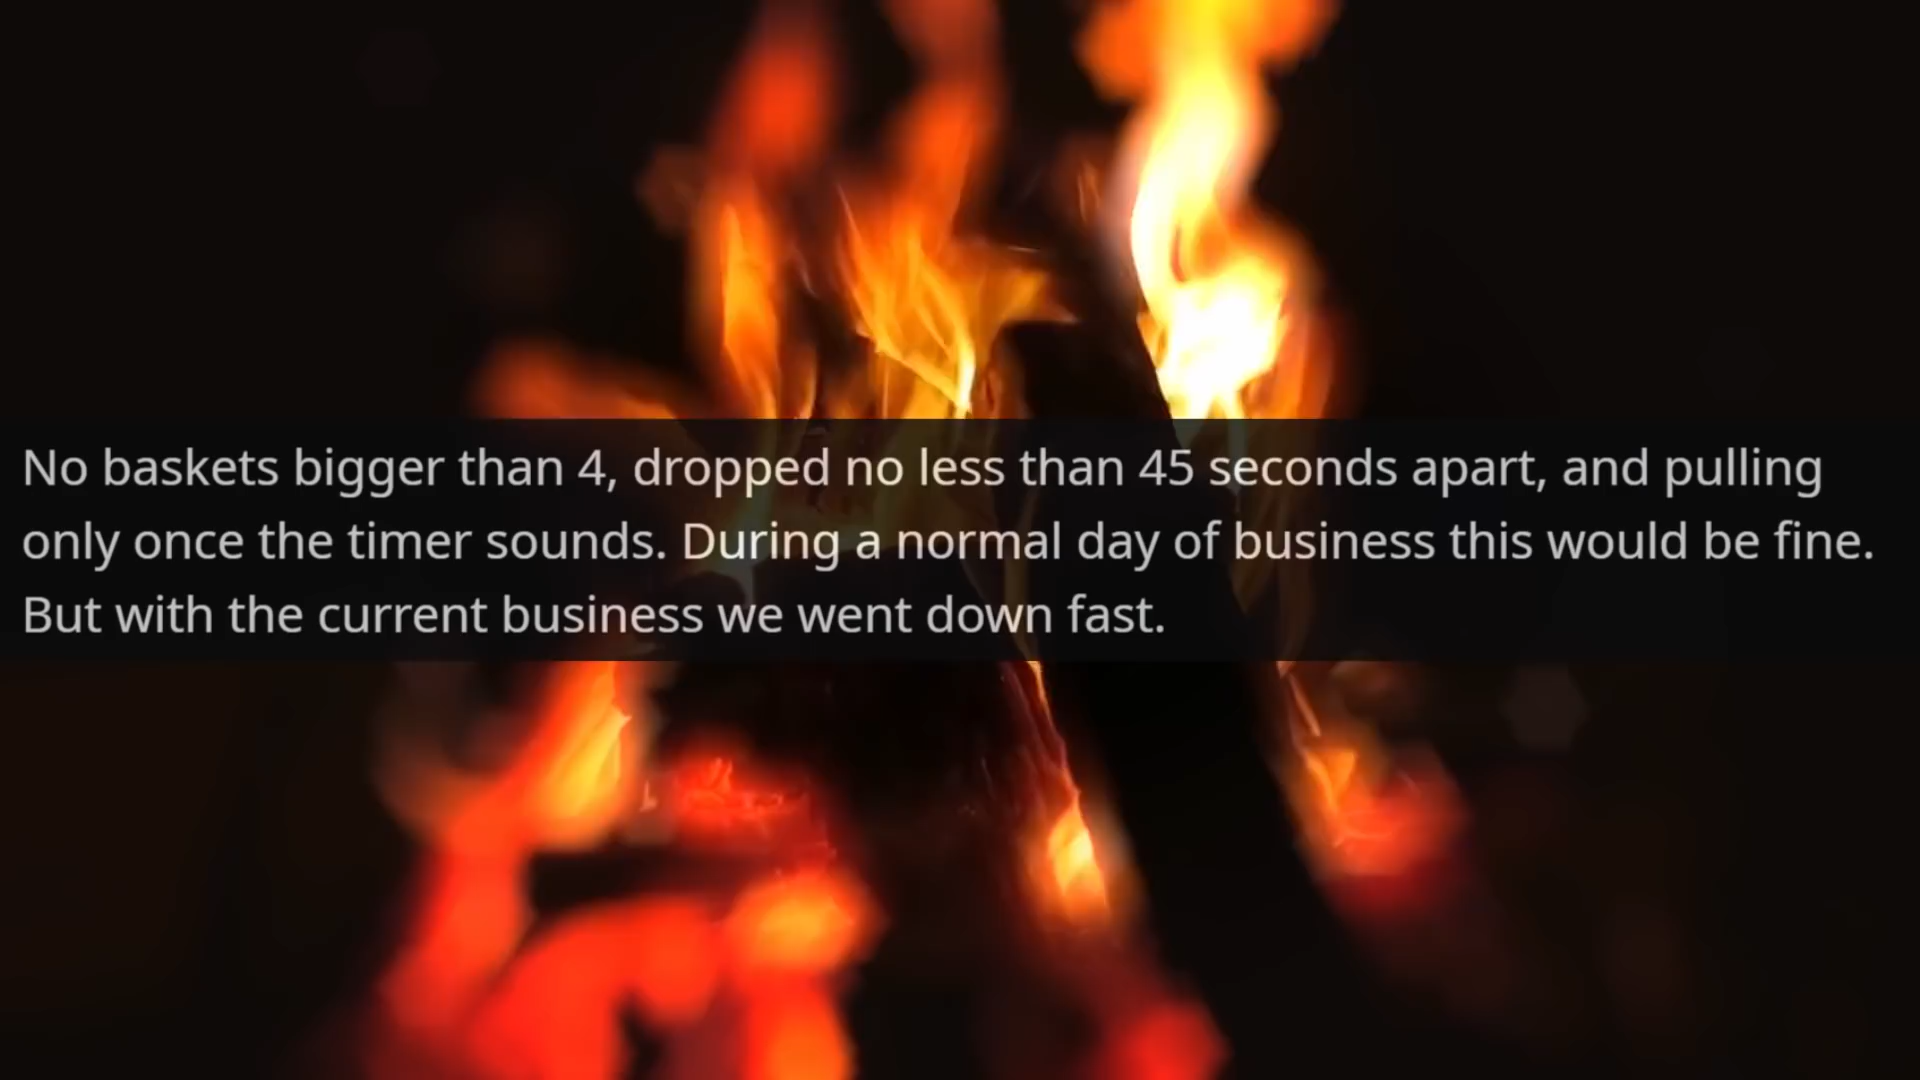 No baskets bigger than 4, dropped no less than 45 seconds apart, and pulling
only once the timer sounds. During a normal day of business this would be fine.
But with the current business we went down fast.